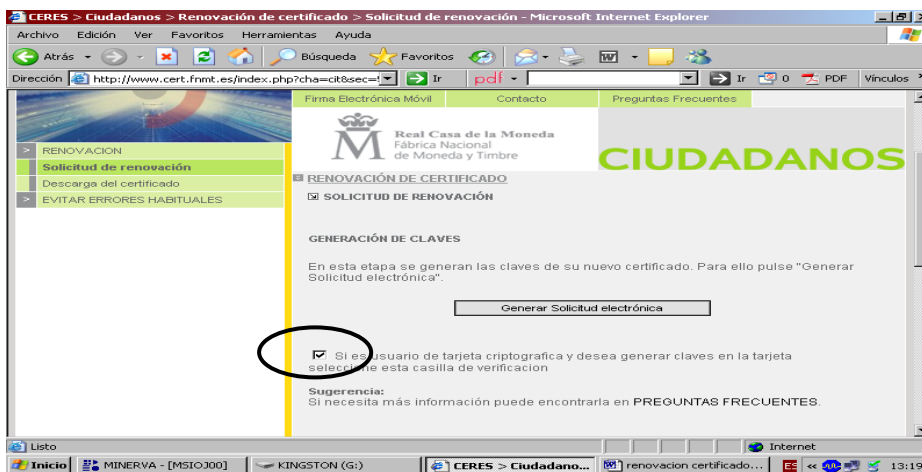 CERES > Ciudadanos > Renovación de certificado > Solicitud de renovación - Microsoft Internet Explorer
Archivo Edición Ver Favoritos Herramientas Ayuda
Atrás Búsqueda Favoritos
Dirección http://www.cert.fnmt.es/index.php?cha=cit&sec= Ir pdf Ir 0 PDF Vínculos
Firma Electrónica Móvil Contacto Preguntas Frecuentes
Real Casa de la Moneda
Fábrica Nacional
de Moneda y Timbre
CIUDADANOS
RENOVACION
Solicitud de renovación
Descarga del certificado
EVITAR ERRORES HABITUALES
RENOVACIÓN DE CERTIFICADO
SOLICITUD DE RENOVACIÓN
GENERACIÓN DE CLAVES
En esta etapa se generan las claves de su nuevo certificado. Para ello pulse "Generar
Solicitud electrónica".
Generar Solicitud electrónica
Si es usuario de tarjeta criptografica y desea generar claves en la tarjeta
seleccione esta casilla de verificacion
Sugerencia:
Si necesita más información puede encontrarla en PREGUNTAS FRECUENTES.
Listo Internet
Inicio MINERVA - [MSIOJ00] KINGSTON (G:) CERES > Ciudadano... renovacion certificado... ES « 13:19